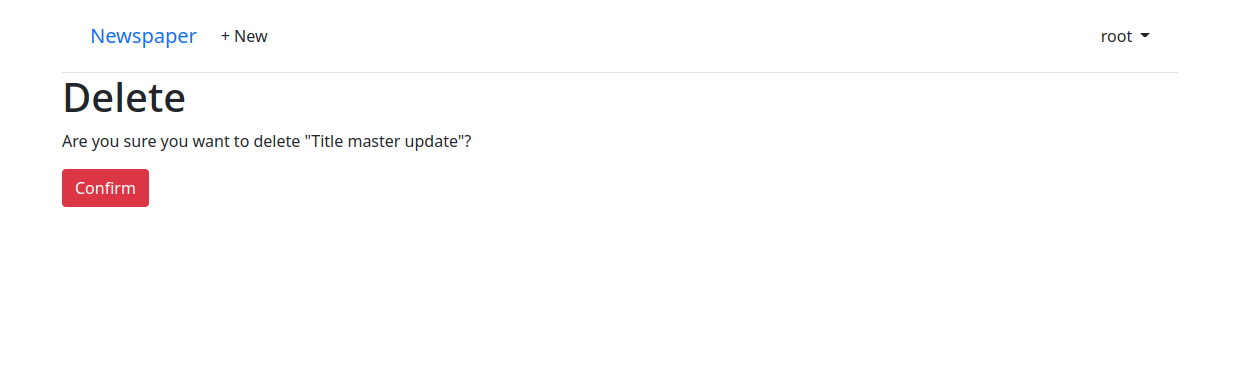 Newspaper + New root
Delete
Are you sure you want to delete "Title master update"?
Confirm